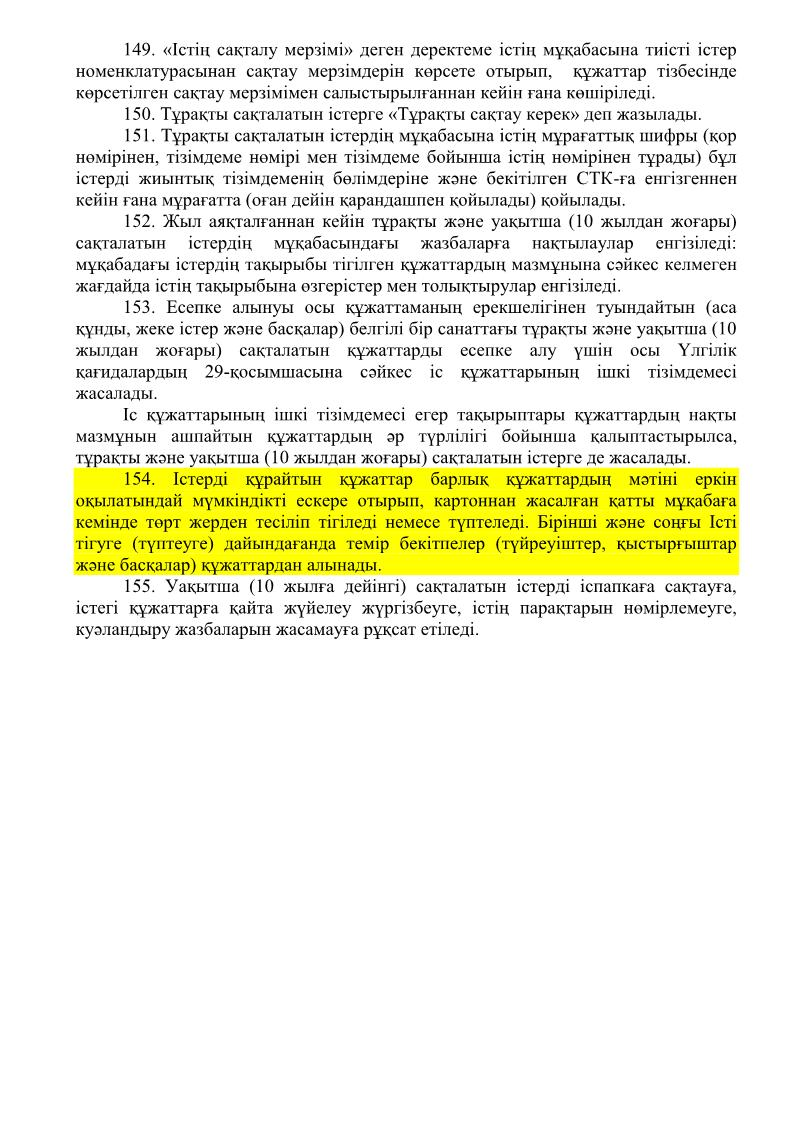 149. «Істің сақталу мерзімі» деген деректеме істің мұқабасына тиісті істер
номенклатурасынан сақтау мерзімдерін көрсете отырып, құжаттар тізбесінде
көрсетілген сақтау мерзімімен салыстырылғаннан кейін ғана көшіріледі.
150. Тұрақты сақталатын істерге «Тұрақты сақтау керек» деп жазылады.
151. Тұрақты сақталатын істердің мұқабасына істің мұрағаттық шифры (қор
нөмірінен, тізімдеме нөмірі мен тізімдеме бойынша істің нөмірінен тұрады) бұл
істерді жиынтық тізімдеменің бөлімдеріне және бекітілген СТК-ға енгізгеннен
кейін ғана мұрағатта (оған дейін қарандашпен қойылады) қойылады.
152. Жыл аяқталғаннан кейін тұрақты және уақытша (10 жылдан жоғары)
сақталатын істердің мұқабасындағы жазбаларға нақтылаулар енгізіледі:
мұқабадағы істердің тақырыбы тігілген құжаттардың мазмұнына сәйкес келмеген
жағдайда істің тақырыбына өзгерістер мен толықтырулар енгізіледі.
153. Есепке алынуы осы құжаттаманың ерекшелігінен туындайтын (аса
құнды, жеке істер және басқалар) белгілі бір санаттағы тұрақты және уақытша (10
жылдан жоғары) сақталатын құжаттарды есепке алу үшін осы Үлгілік
қағидалардың 29-қосымшасына сәйкес іс құжаттарының ішкі тізімдемесі
жасалады.
Іс құжаттарының ішкі тізімдемесі егер тақырыптары құжаттардың нақты
мазмұнын ашпайтын құжаттардың әр түрлілігі бойынша қалыптастырылса,
тұрақты және уақытша (10 жылдан жоғары) сақталатын істерге де жасалады.
154. Істерді құрайтын құжаттар барлық құжаттардың мәтіні еркін
оқылатындай мүмкіндікті ескере отырып, картоннан жасалған қатты мұқабаға
кемінде төрт жерден тесіліп тігіледі немесе түптеледі. Бірінші және соңғы Істі
тігуге (түптеуге) дайындағанда темір бекітпелер (түйреуіштер, қыстырғыштар
және басқалар) құжаттардан алынады.
155. Уақытша (10 жылға дейінгі) сақталатын істерді іспапкаға сақтауға,
істегі құжаттарға қайта жүйелеу жүргізбеуге, істің парақтарын нөмірлемеуге,
куәландыру жазбаларын жасамауға рұқсат етіледі.